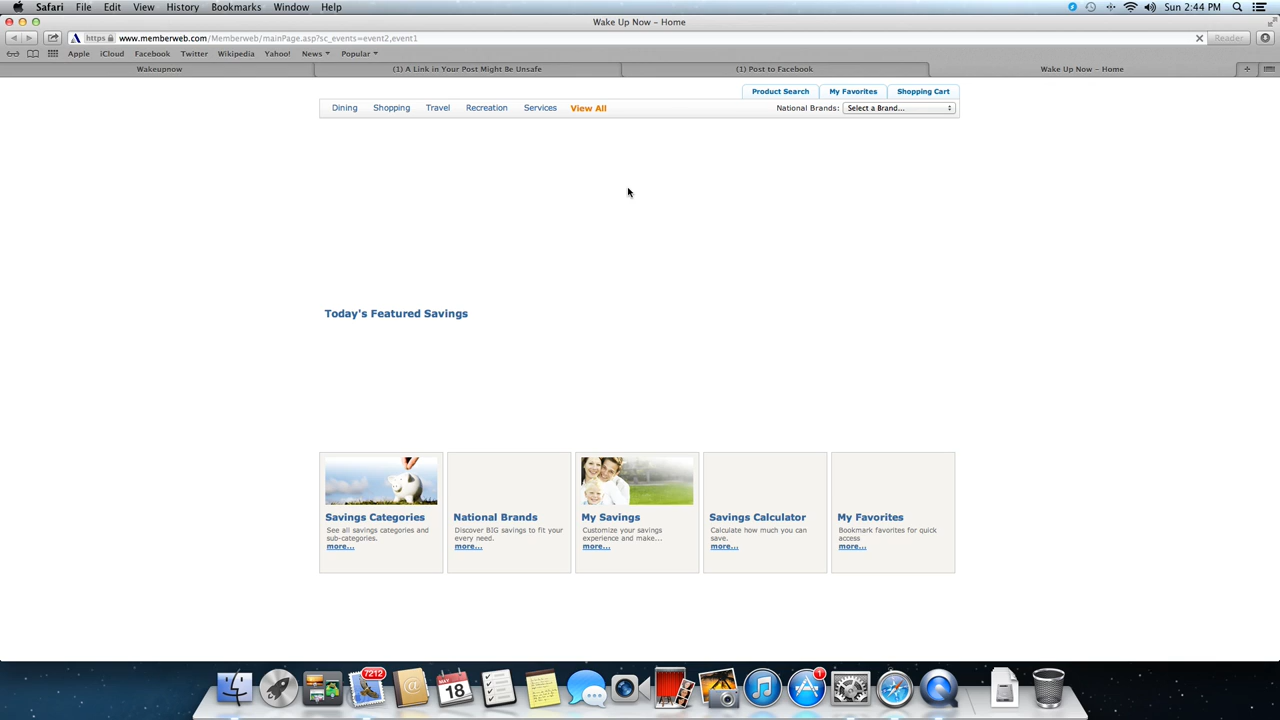 Safari File Edit View History Bookmarks Window Help Sun 2:44 PM
Wake Up Now – Home
https www.memberweb.com/Memberweb/mainPage.asp?sc_events=event2,event1 Reader
Apple iCloud Facebook Twitter Wikipedia Yahoo! News Popular
Wakeupnow (1) A Link in Your Post Might Be Unsafe (1) Post to Facebook Wake Up Now – Home
Product Search My Favorites Shopping Cart
Dining Shopping Travel Recreation Services View All National Brands: Select a Brand...
Today's Featured Savings
Savings Categories
See all savings categories and
sub-categories.
more...
National Brands
Discover BIG savings to fit your
every need.
more...
My Savings
Customize your savings
experience and make...
more...
Savings Calculator
Calculate how much you can
save.
more...
My Favorites
Bookmark favorites for quick
access
more...
7212
MAY
18
1